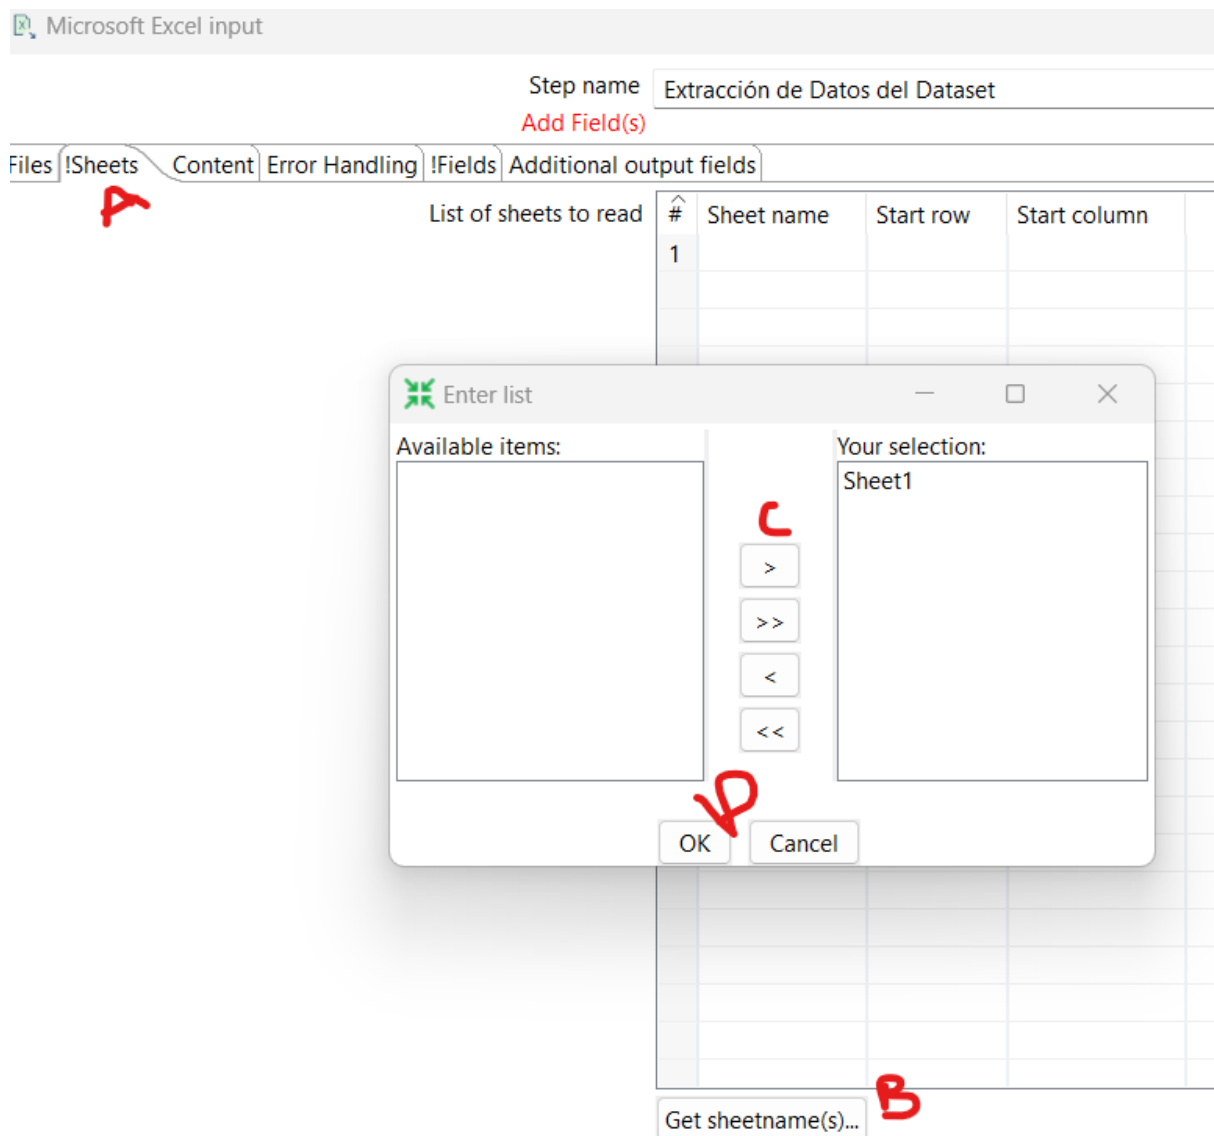 Microsoft Excel input
Step name Extracción de Datos del Dataset
Add Field(s)
Files !Sheets Content Error Handling !Fields Additional output fields
A
List of sheets to read # Sheet name Start row Start column
1
Enter list
Available items: Your selection:
Sheet1
C
>
>>
<
<<
D
OK Cancel
B
Get sheetname(s)...